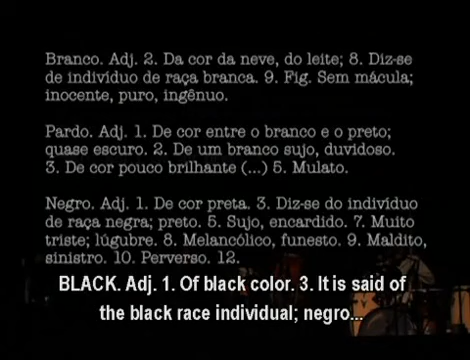 Branco. Adj. 2. Da cor da neve, do leite; 8. Diz-se
de indivíduo de raça branca. 9. Fig. Sem mácula;
inocente, puro, ingênuo.
Pardo. Adj. 1. De cor entre o branco e o preto;
quase escuro. 2. De um branco sujo, duvidoso.
3. De cor pouco brilhante (...) 5. Mulato.
Negro. Adj. 1. De cor preta. 3. Diz-se do indivíduo
de raça negra; preto. 5. Sujo, encardido. 7. Muito
triste; lúgubre. 8. Melancólico, funesto. 9. Maldito,
sinistro. 10. Perverso. 12.
BLACK. Adj. 1. Of black color. 3. It is said of
the black race individual; negro...